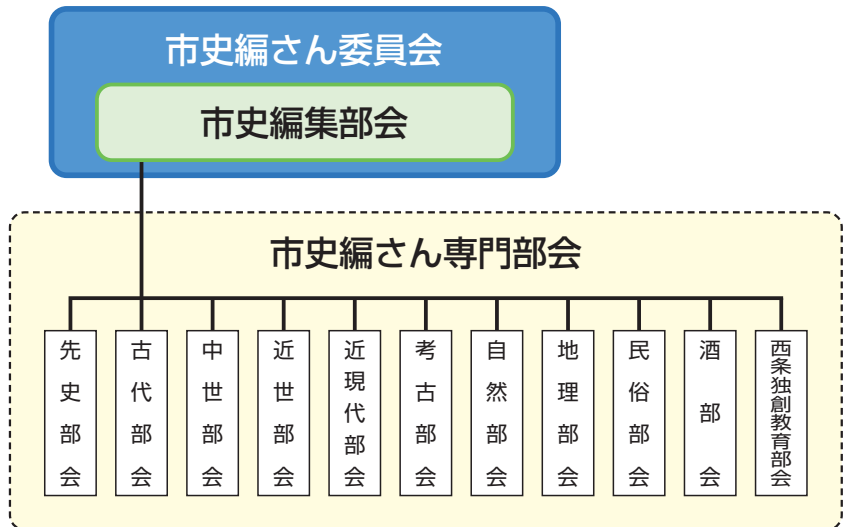 市史編さん委員会
市史編集部会
市史編さん専門部会
先史部会
古代部会
中世部会
近世部会
近現代部会
考古部会
自然部会
地理部会
民俗部会
酒部会
西条独創教育部会